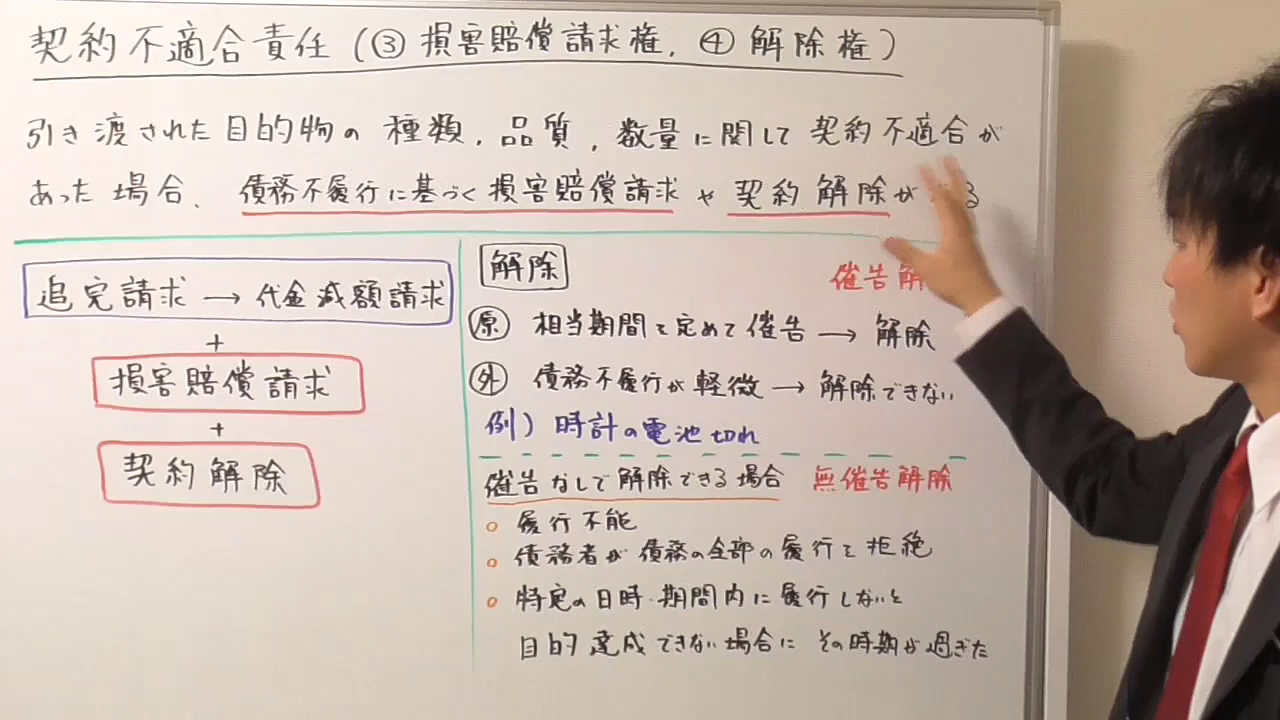 契約不適合責任(③損害賠償請求権，④解除権)
引き渡された目的物の種類，品質，数量に関して契約不適合が
あった場合、債務不履行に基づく損害賠償請求や契約解除が る
追完請求→代金減額請求
+
損害賠償請求
+
契約解除
解除
催告解
原 相当期間を定めて催告→解除
外 債務不履行が軽微→解除できない
例）時計の電池切れ
催告なしで解除できる場合 無催告解除
○ 履行不能
○ 債務者が債務の全部の履行を拒絶
○ 特定の日時・期間内に履行しないと
目的達成できない場合に その時期が過ぎた